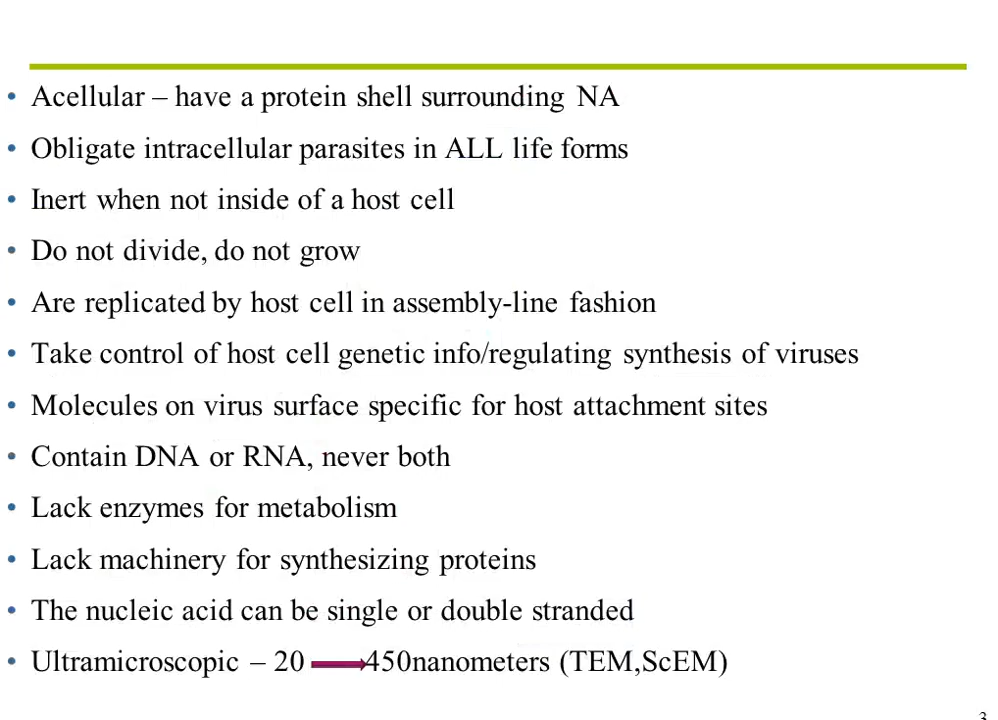 • Acellular – have a protein shell surrounding NA
• Obligate intracellular parasites in ALL life forms
• Inert when not inside of a host cell
• Do not divide, do not grow
• Are replicated by host cell in assembly-line fashion
• Take control of host cell genetic info/regulating synthesis of viruses
• Molecules on virus surface specific for host attachment sites
• Contain DNA or RNA, never both
• Lack enzymes for metabolism
• Lack machinery for synthesizing proteins
• The nucleic acid can be single or double stranded
• Ultramicroscopic – 20 → 450nanometers (TEM,ScEM)
3